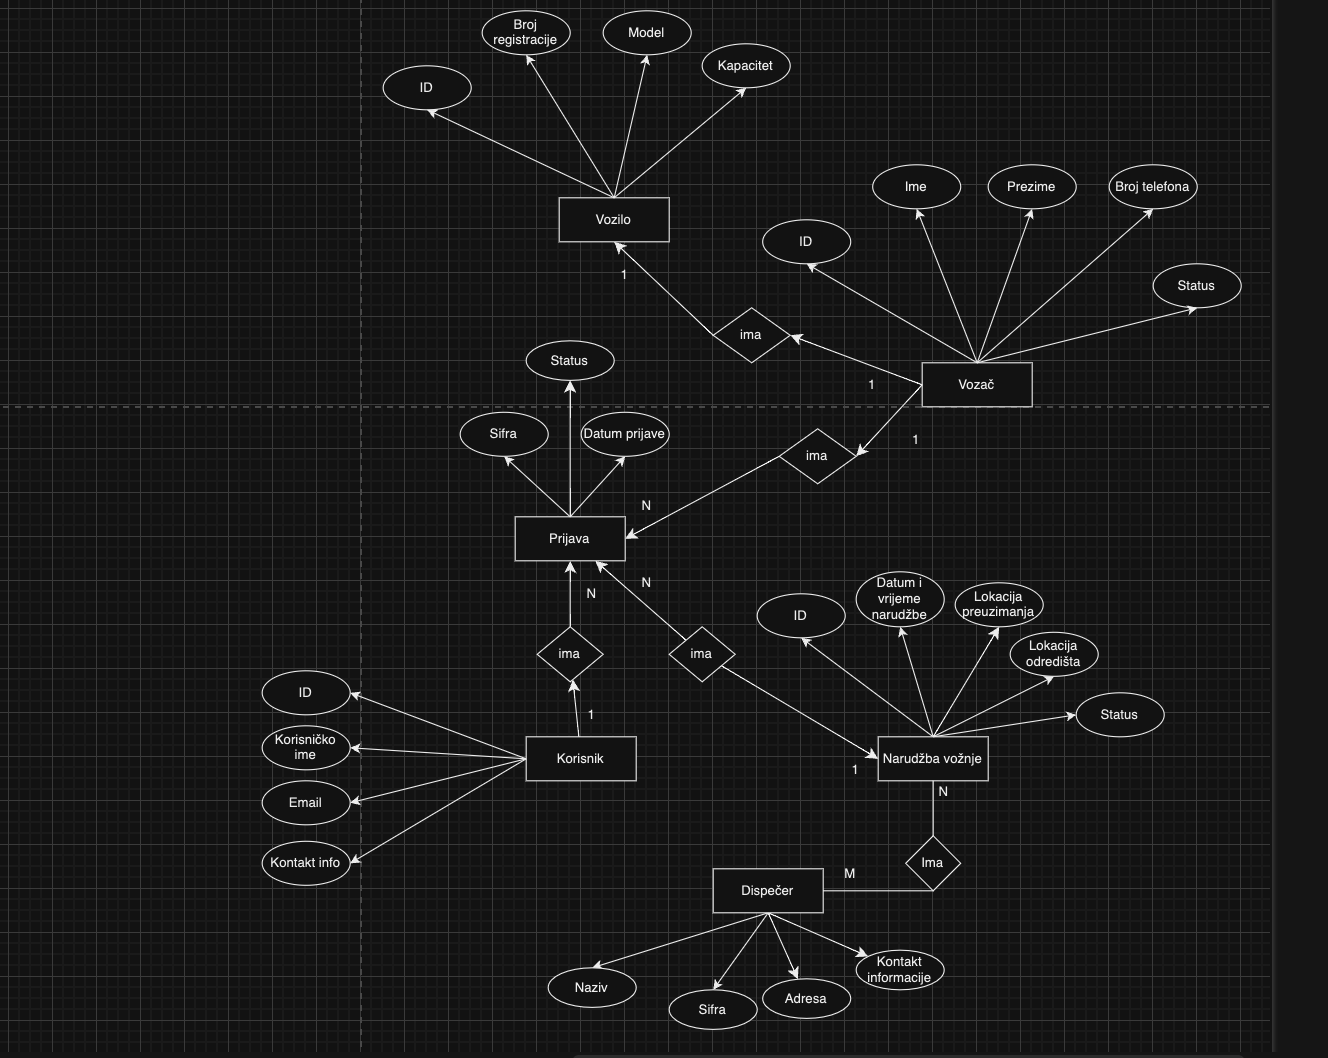 Broj
registracije
Model
Kapacitet
ID
Vozilo
1
Ime
Prezime
Broj telefona
ID
Status
ima
Vozač
1
Status
1
Sifra
Datum prijave
ima
N
Prijava
N
N
ID
Datum i
vrijeme
narudžbe
Lokacija
preuzimanja
Lokacija
odredišta
ima
ima
Status
ID
1
Korisničko
ime
Korisnik
Narudžba vožnje
1
N
Email
Kontakt info
Ima
M
Dispečer
Kontakt
informacije
Naziv
Adresa
Sifra